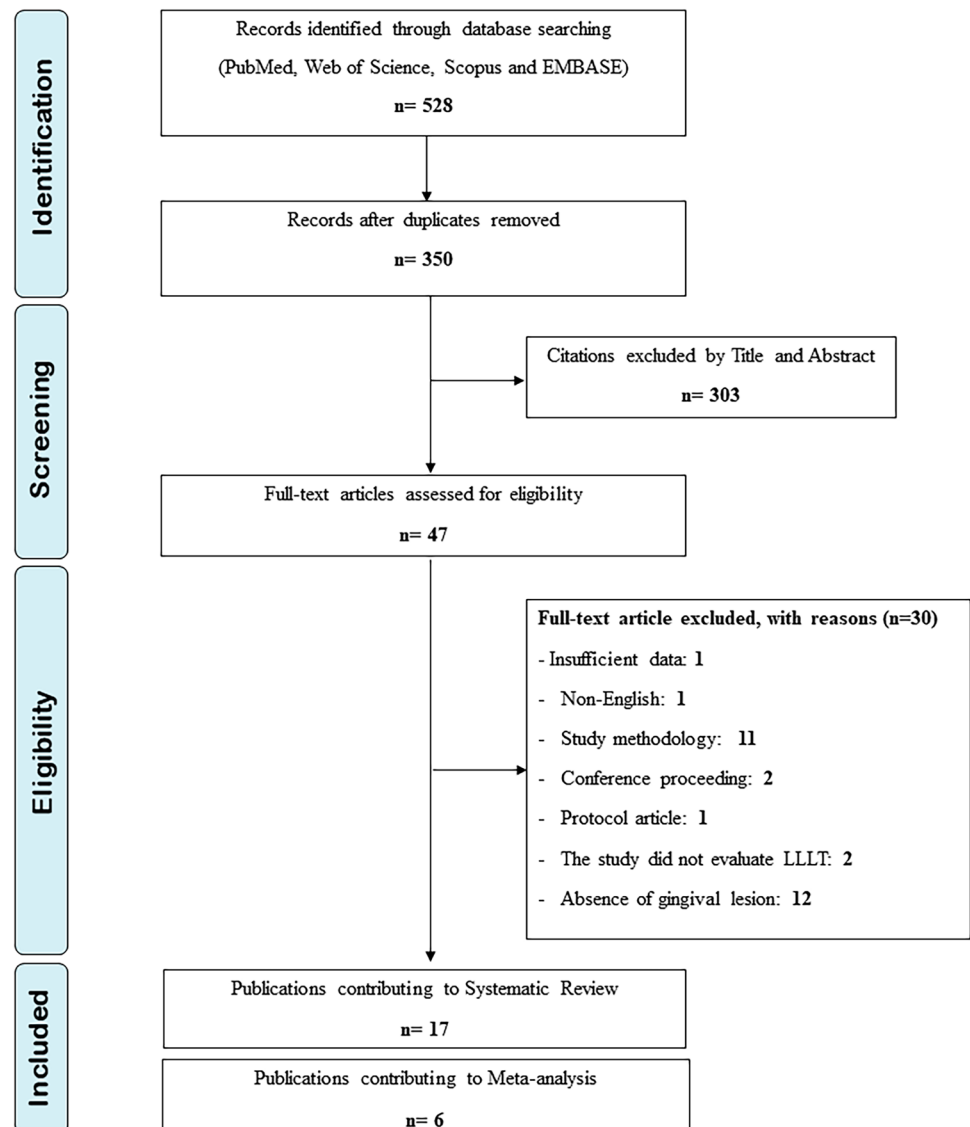 Identification
Records identified through database searching
(PubMed, Web of Science, Scopus and EMBASE)
n= 528
Records after duplicates removed
n= 350
Screening
Citations excluded by Title and Abstract
n= 303
Full-text articles assessed for eligibility
n= 47
Eligibility
Full-text article excluded, with reasons (n=30)
- Insufficient data: 1
- Non-English: 1
- Study methodology: 11
- Conference proceeding: 2
- Protocol article: 1
- The study did not evaluate LLLT: 2
- Absence of gingival lesion: 12
Included
Publications contributing to Systematic Review
n= 17
Publications contributing to Meta-analysis
n= 6